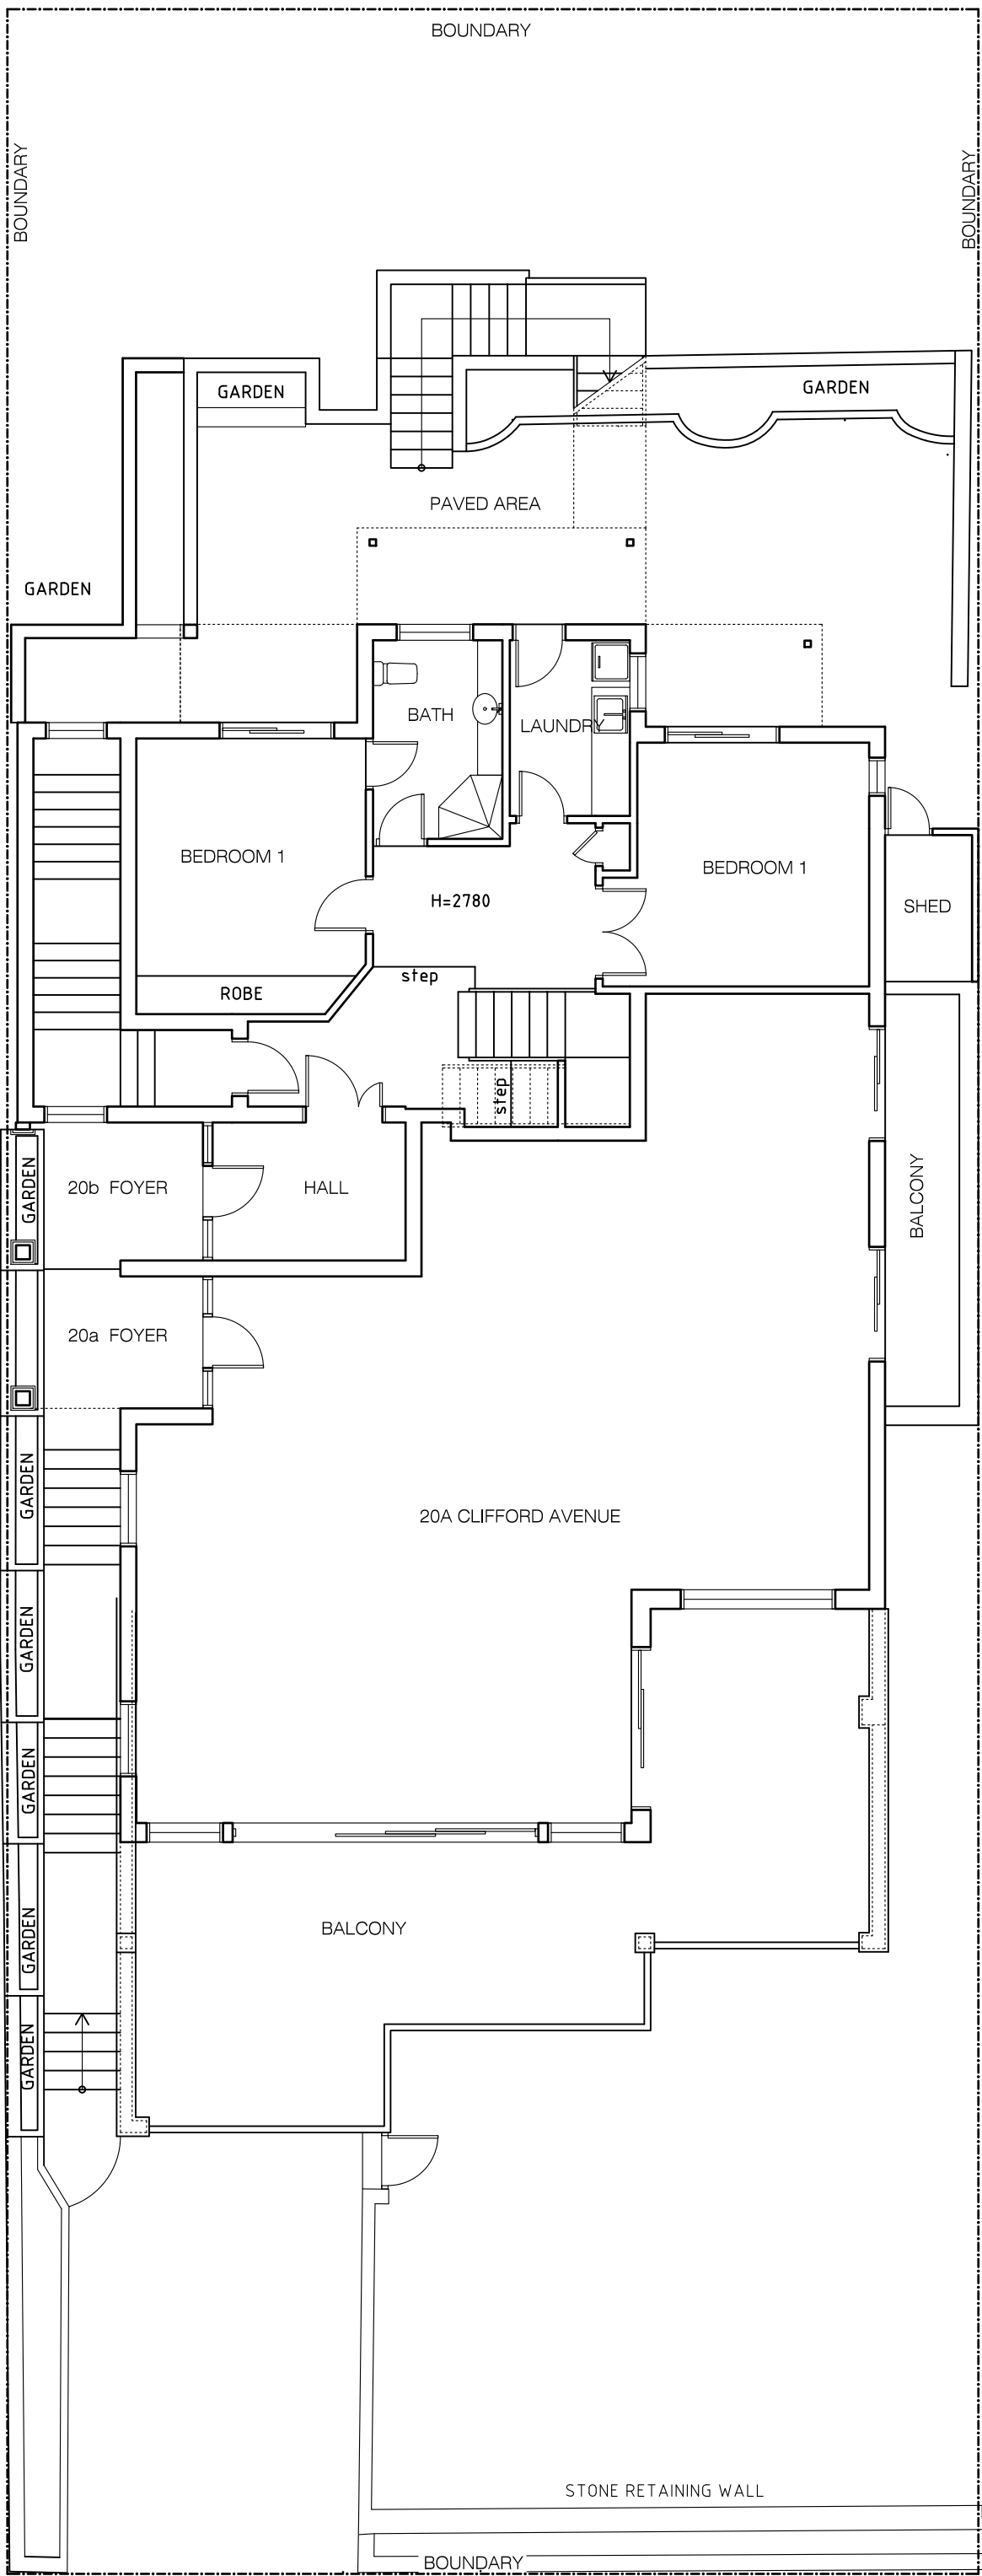 BOUNDARY
BOUNDARY
BOUNDARY
GARDEN
GARDEN
PAVED AREA
GARDEN
BATH
LAUNDRY
BEDROOM 1
BEDROOM 1
H=2780
SHED
step
ROBE
step
GARDEN
20b FOYER
HALL
BALCONY
20a FOYER
GARDEN
20A CLIFFORD AVENUE
GARDEN
GARDEN
GARDEN
BALCONY
GARDEN
STONE RETAINING WALL
BOUNDARY